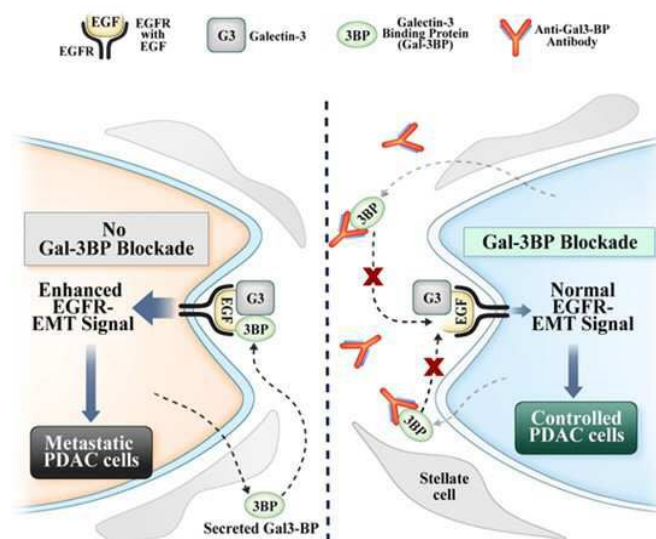 EGF
EGFR
EGFR
with
EGF
G3
Galectin-3
3BP
Galectin-3
Binding Protein
(Gal-3BP)
Anti-Gal3-BP
Antibody
No
Gal-3BP Blockade
Enhanced
EGFR-
EMT Signal
EGF
G3
3BP
Metastatic
PDAC cells
3BP
Secreted Gal3-BP
3BP
X
Gal-3BP Blockade
G3
EGF
Normal
EGFR-
EMT Signal
X
3BP
Controlled
PDAC cells
Stellate
cell